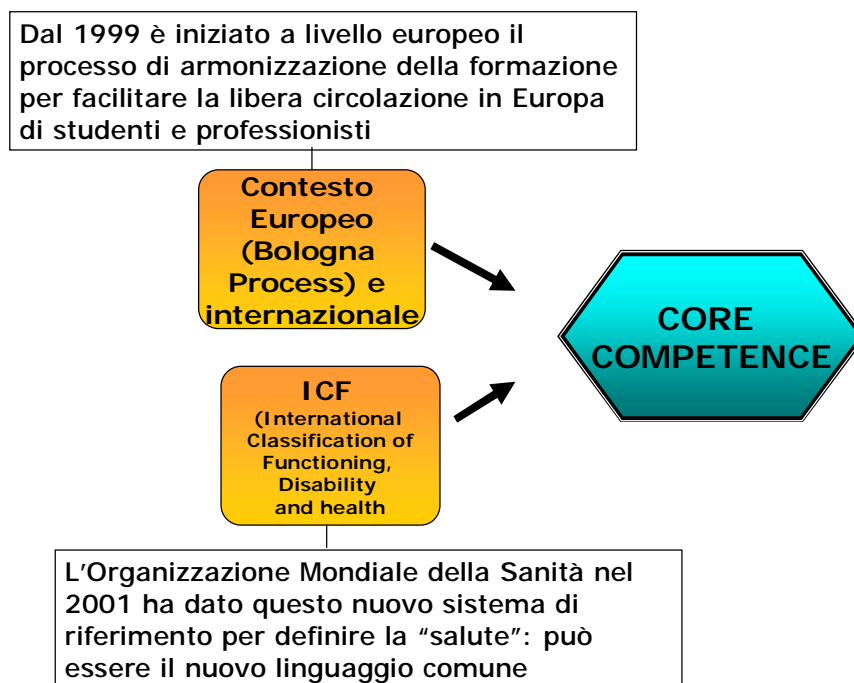 Dal 1999 è iniziato a livello europeo il
processo di armonizzazione della formazione
per facilitare la libera circolazione in Europa
di studenti e professionisti
Contesto
Europeo
(Bologna
Process) e
internazionale
CORE
COMPETENCE
ICF
(International
Classification of
Functioning,
Disability
and health
L'Organizzazione Mondiale della Sanità nel
2001 ha dato questo nuovo sistema di
riferimento per definire la “salute”: può
essere il nuovo linguaggio comune